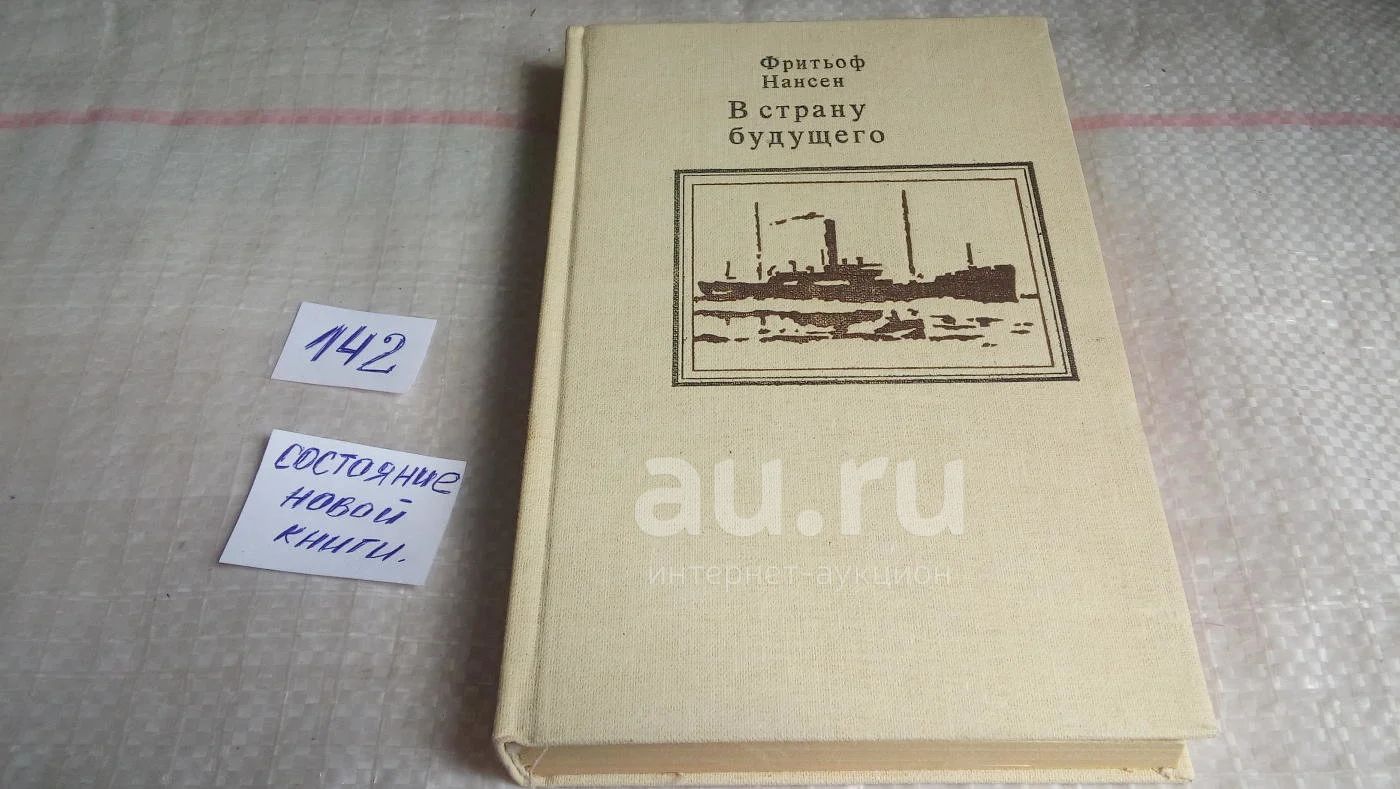 Фритьоф
Нансен
В страну
будущего
142
состояние
новой
книги.
au.ru
интернет-аукцион